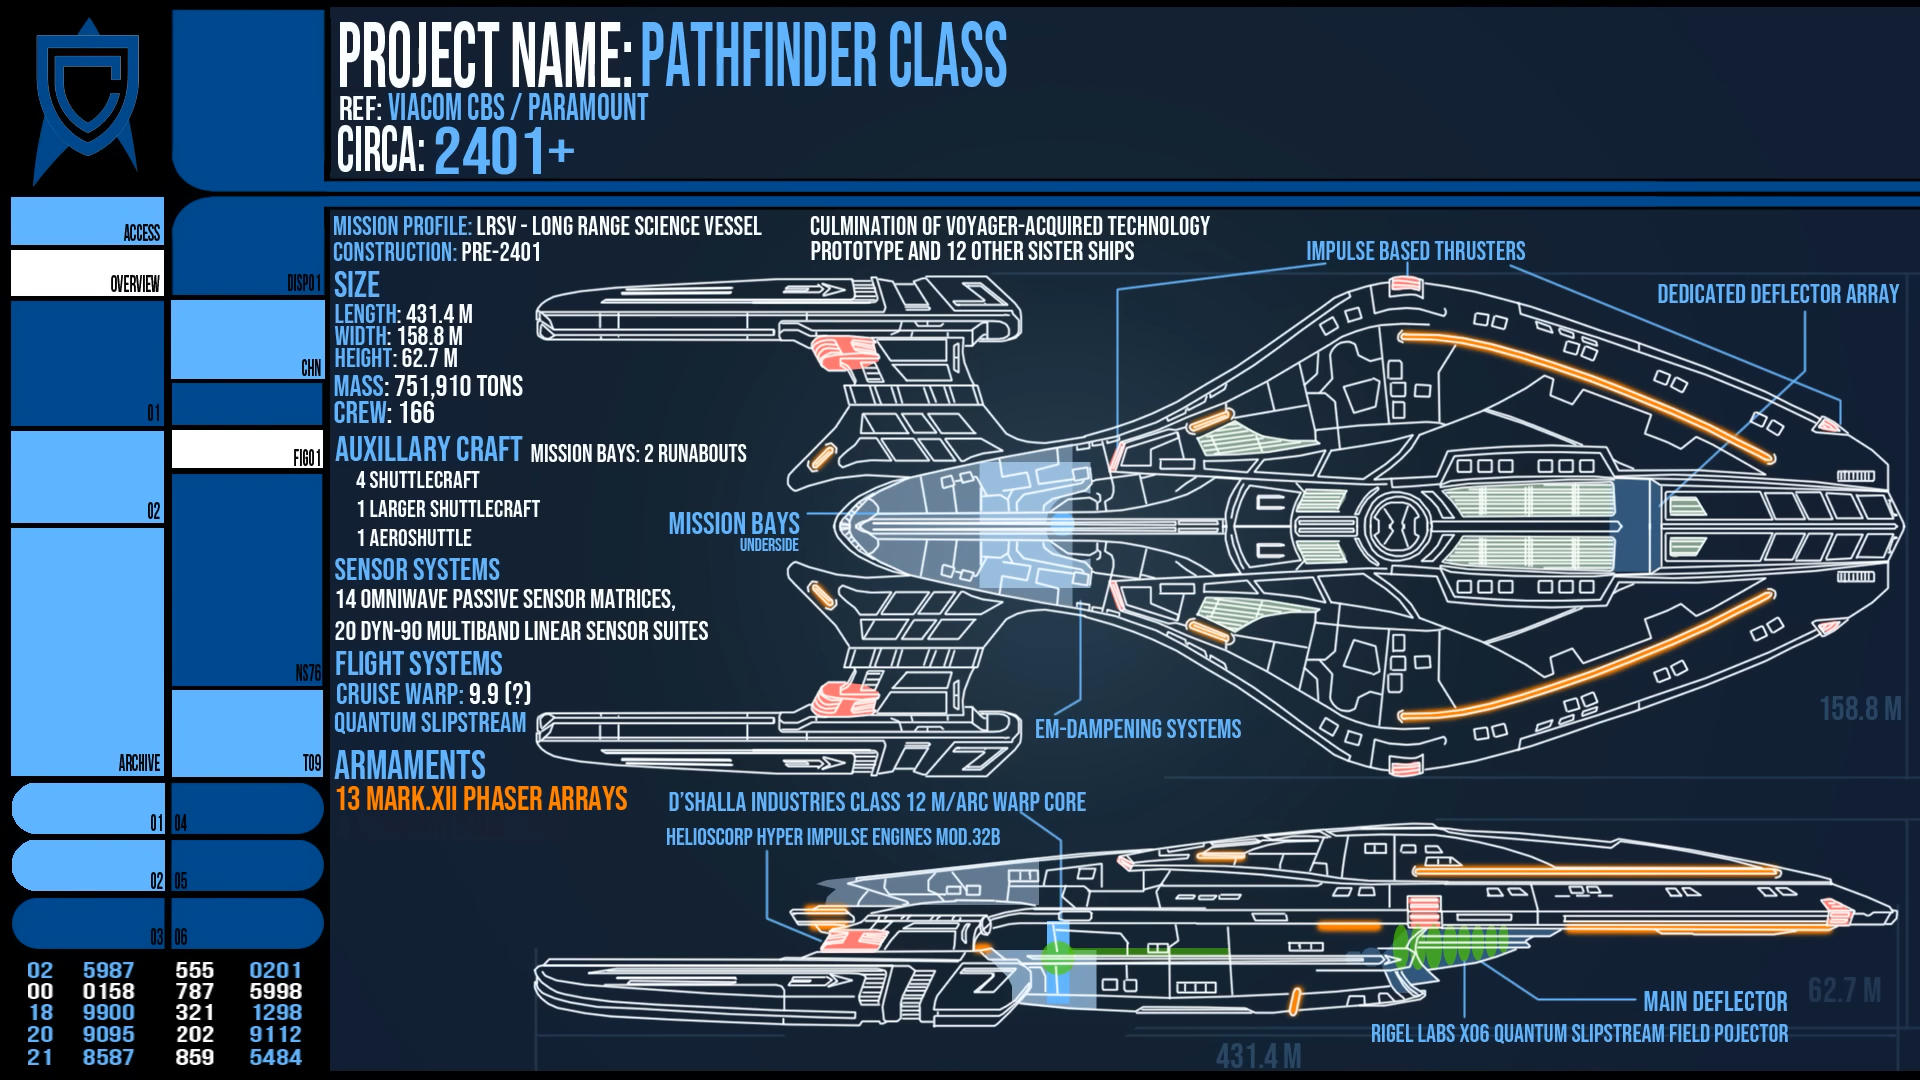 PROJECT NAME: PATHFINDER CLASS
REF: VIACOM CBS / PARAMOUNT
CIRCA: 2401+
ACCESS
OVERVIEW
01
02
ARCHIVE
DISP01
CHN
FIG01
NS76
T09
01 04
02 05
03 06
02 5987 555 0201
00 0158 787 5998
18 9900 321 1298
20 9095 202 9112
21 8587 859 5484
MISSION PROFILE: LRSV - LONG RANGE SCIENCE VESSEL
CONSTRUCTION: PRE-2401
CULMINATION OF VOYAGER-ACQUIRED TECHNOLOGY
PROTOTYPE AND 12 OTHER SISTER SHIPS
SIZE
LENGTH: 431.4 M
WIDTH: 158.8 M
HEIGHT: 62.7 M
MASS: 751,910 TONS
CREW: 166
AUXILLARY CRAFT MISSION BAYS: 2 RUNABOUTS
4 SHUTTLECRAFT
1 LARGER SHUTTLECRAFT
1 AEROSHUTTLE
SENSOR SYSTEMS
14 OMNIWAVE PASSIVE SENSOR MATRICES,
20 DYN-90 MULTIBAND LINEAR SENSOR SUITES
FLIGHT SYSTEMS
CRUISE WARP: 9.9 (?)
QUANTUM SLIPSTREAM
ARMAMENTS
13 MARK.XII PHASER ARRAYS
IMPULSE BASED THRUSTERS
DEDICATED DEFLECTOR ARRAY
MISSION BAYS
UNDERSIDE
158.8 M
EM-DAMPENING SYSTEMS
D'SHALLA INDUSTRIES CLASS 12 M/ARC WARP CORE
HELIOSCORP HYPER IMPULSE ENGINES MOD.32B
62.7 M
MAIN DEFLECTOR
RIGEL LABS X06 QUANTUM SLIPSTREAM FIELD POJECTOR
431.4 M